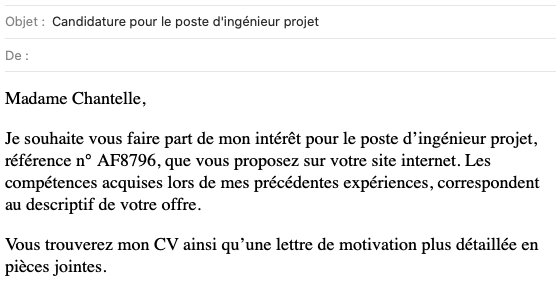 Objet : Candidature pour le poste d'ingénieur projet
De :
Madame Chantelle,
Je souhaite vous faire part de mon intérêt pour le poste d’ingénieur projet,
référence n° AF8796, que vous proposez sur votre site internet. Les
compétences acquises lors de mes précédentes expériences, correspondent
au descriptif de votre offre.
Vous trouverez mon CV ainsi qu’une lettre de motivation plus détaillée en
pièces jointes.